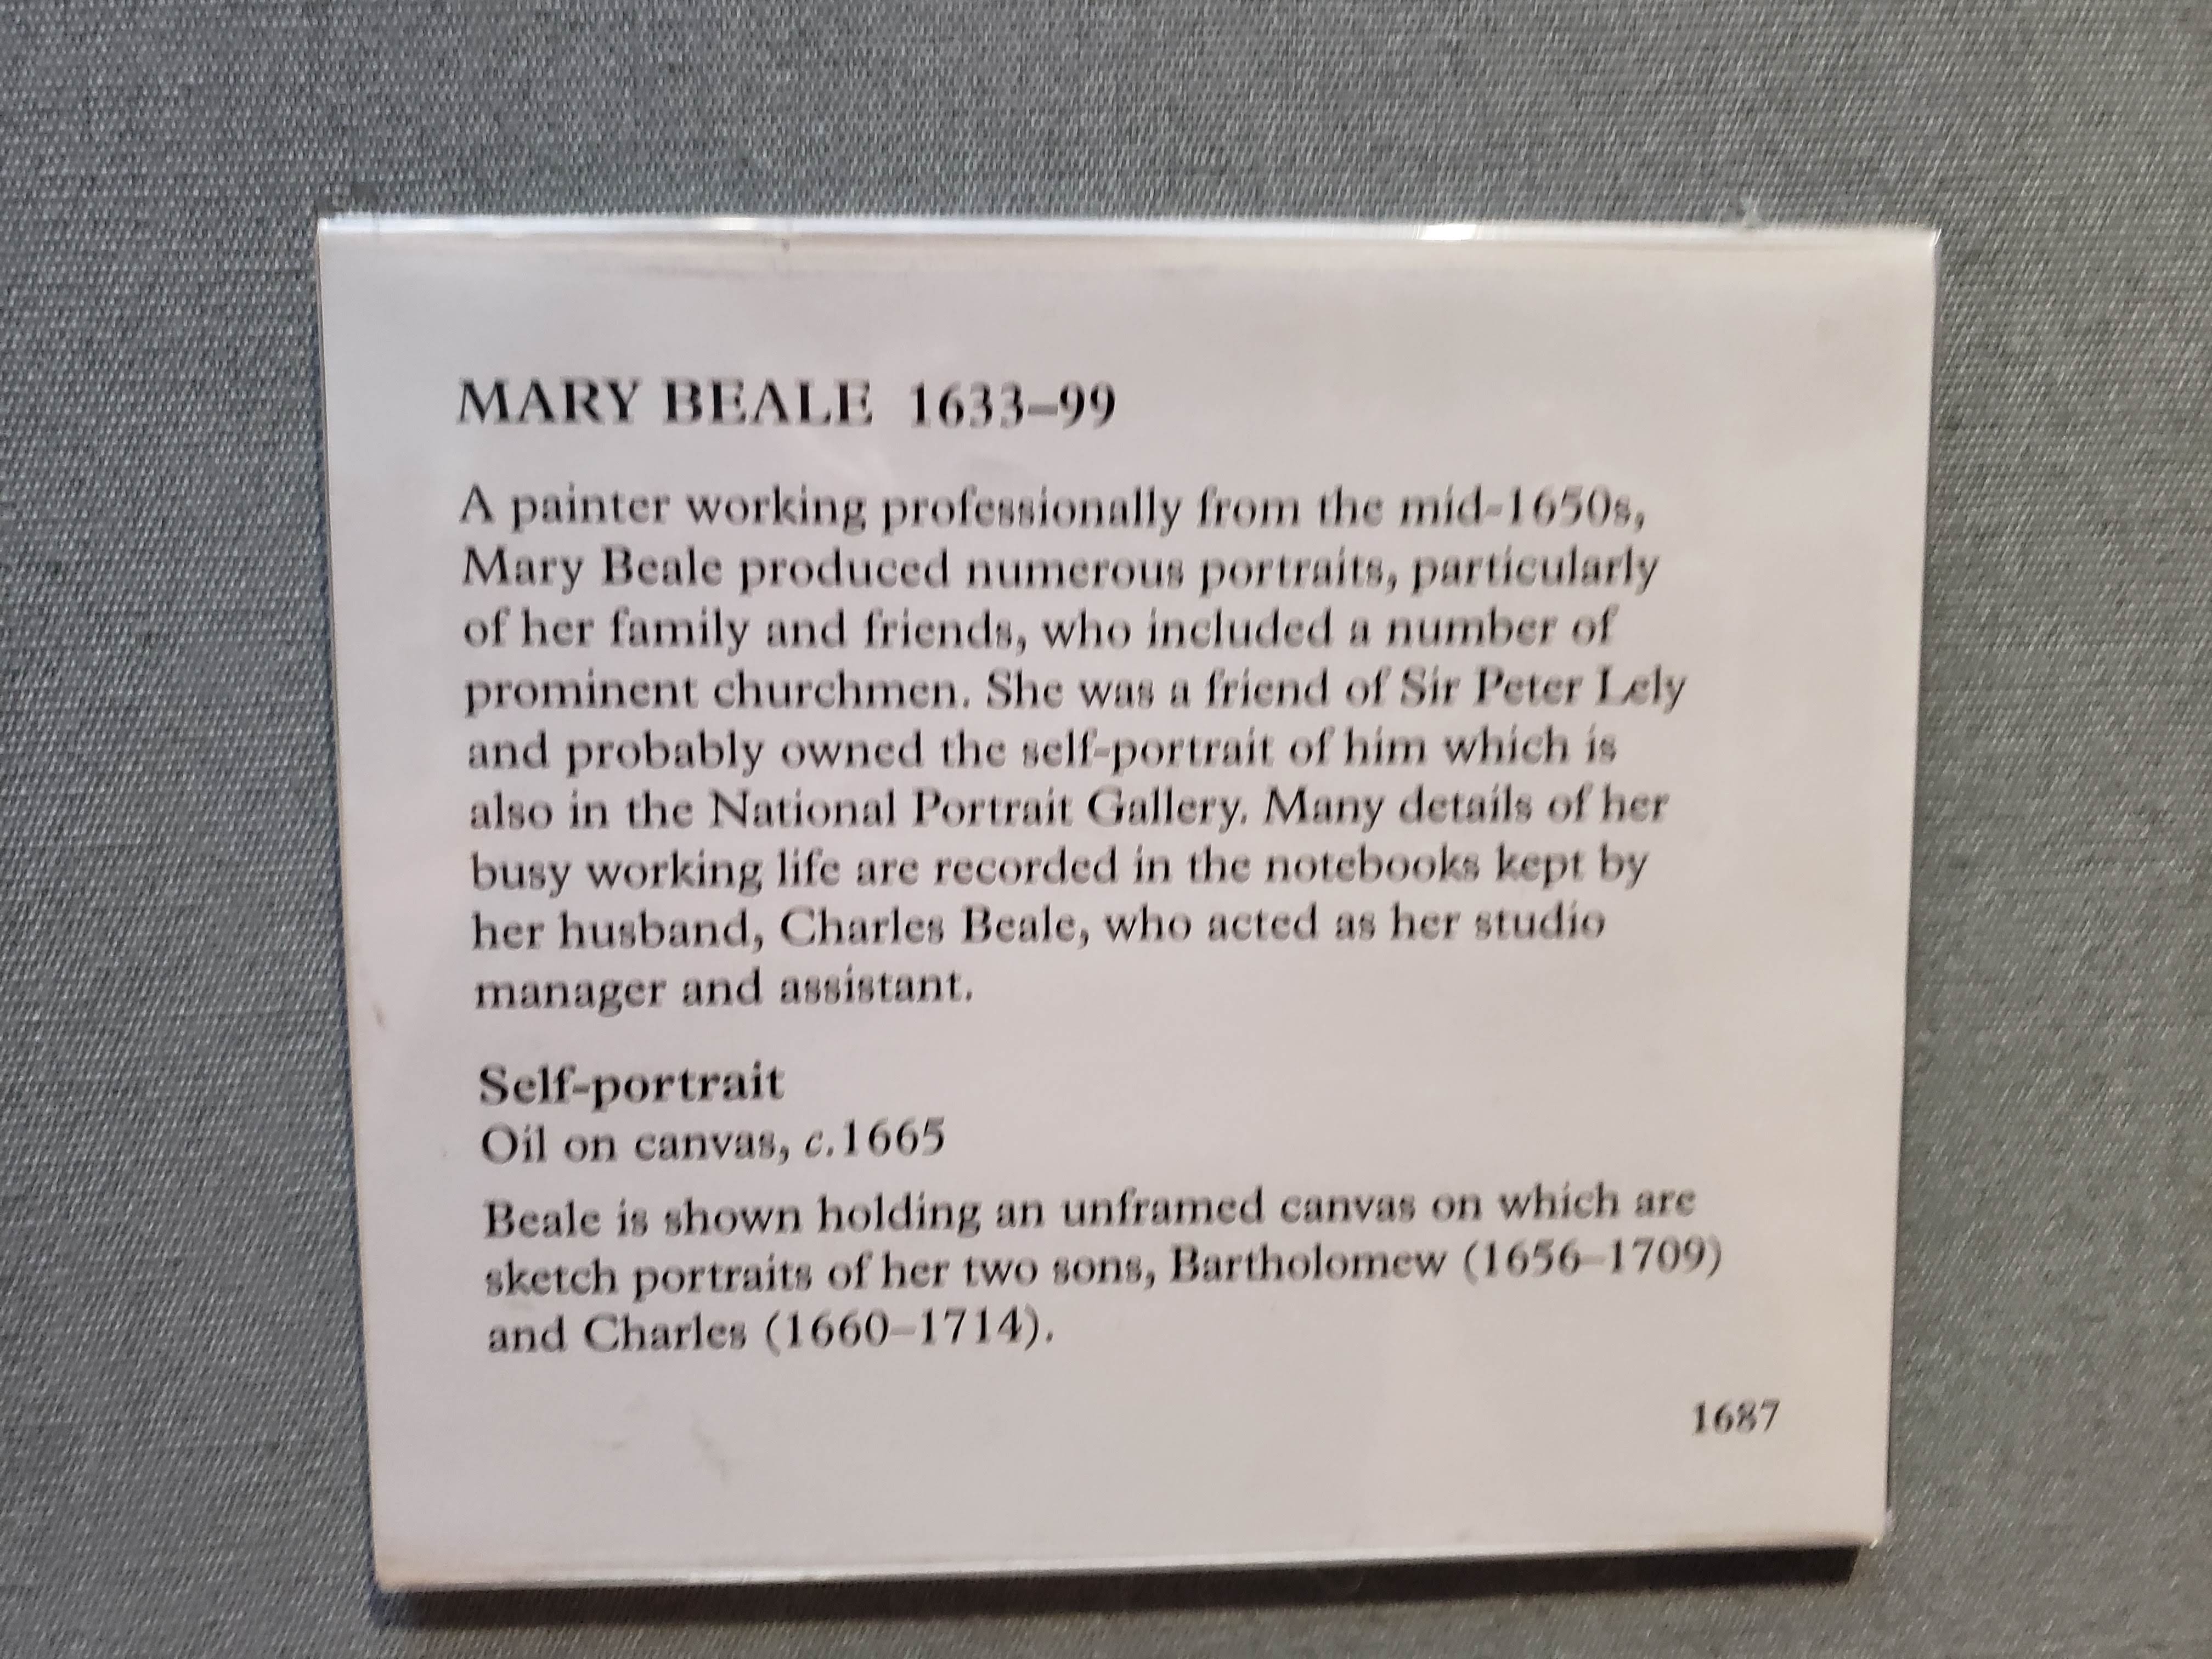 MARY BEALE 1633–99
A painter working professionally from the mid-1650s,
Mary Beale produced numerous portraits, particularly
of her family and friends, who included a number of
prominent churchmen. She was a friend of Sir Peter Lely
and probably owned the self-portrait of him which is
also in the National Portrait Gallery. Many details of her
busy working life are recorded in the notebooks kept by
her husband, Charles Beale, who acted as her studio
manager and assistant.
Self-portrait
Oil on canvas, c.1665
Beale is shown holding an unframed canvas on which are
sketch portraits of her two sons, Bartholomew (1656–1709)
and Charles (1660–1714).
1687